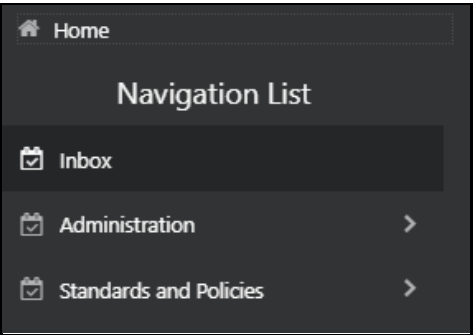 Home
Navigation List
Inbox
Administration
Standards and Policies